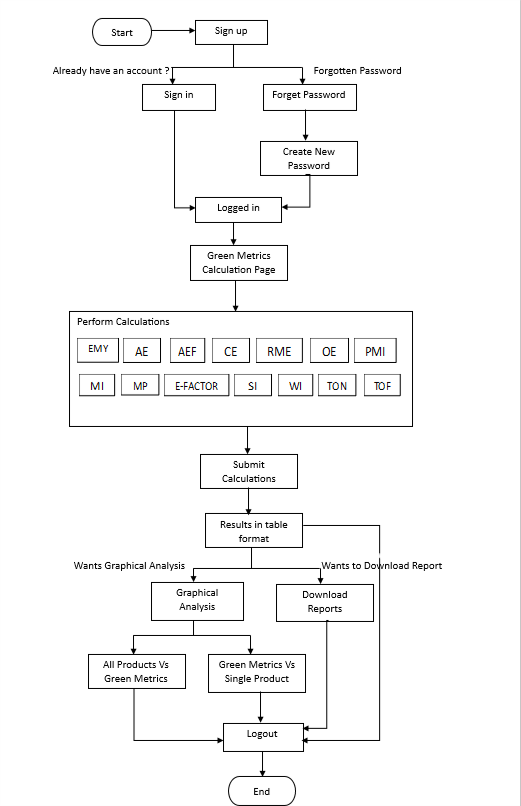 Start
Sign up
Already have an account ?
Forgotten Password
Sign in
Forget Password
Create New
Password
Logged in
Green Metrics
Calculation Page
Perform Calculations
EMY AE AEF CE RME OE PMI
MI MP E-FACTOR SI WI TON TOF
Submit
Calculations
Results in table
format
Wants Graphical Analysis
Wants to Download Report
Graphical
Analysis
Download
Reports
All Products Vs
Green Metrics
Green Metrics Vs
Single Product
Logout
End